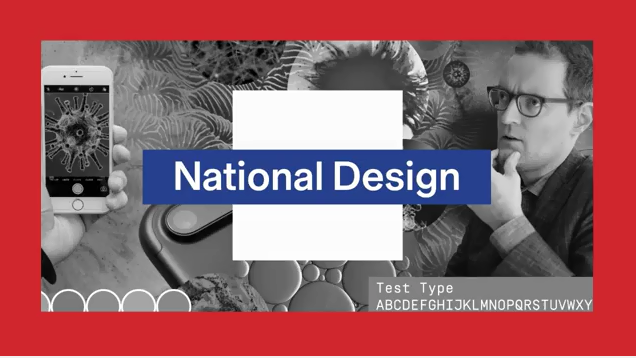 National Design
Test Type
ABCDEFGHIJKLMNOPQRSTUVWXY